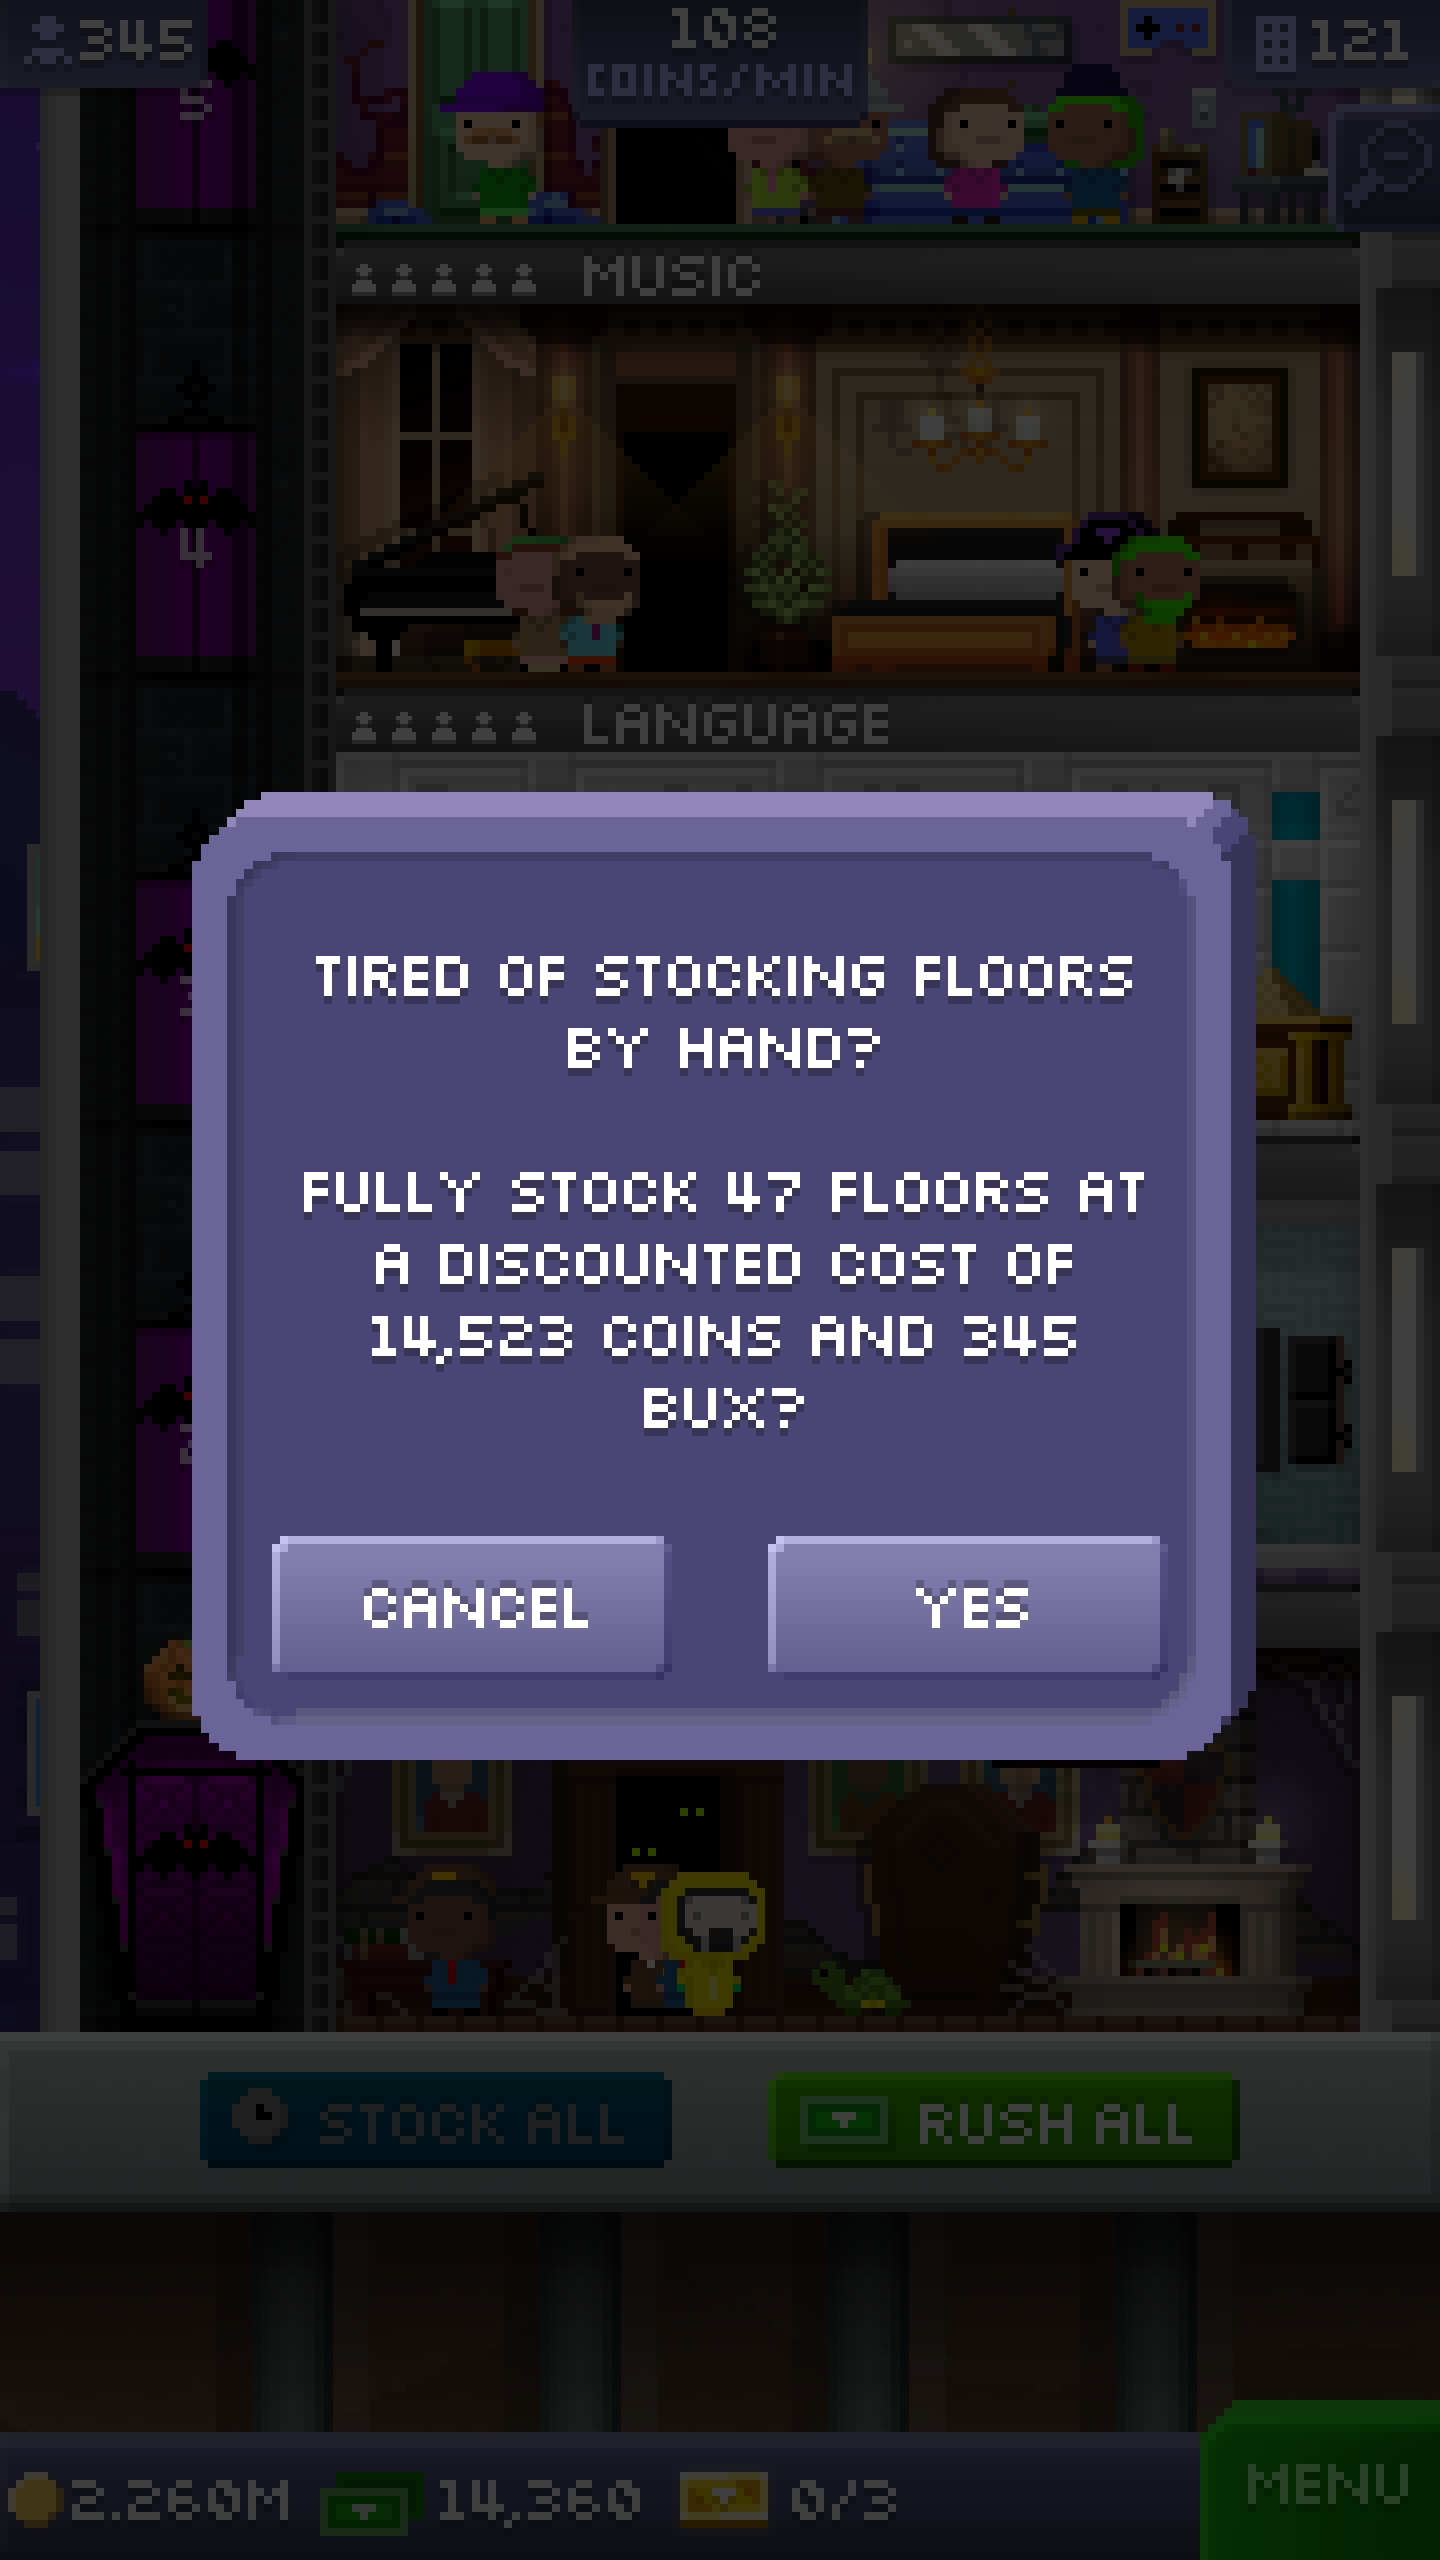 345
108
COINS/MIN
121
5
MUSIC
4
LANGUAGE
TIRED OF STOCKING FLOORS
BY HAND?
FULLY STOCK 47 FLOORS AT
A DISCOUNTED COST OF
14,523 COINS AND 345
BUX?
CANCEL
YES
STOCK ALL
RUSH ALL
2.260M
14,360
0/3
MENU